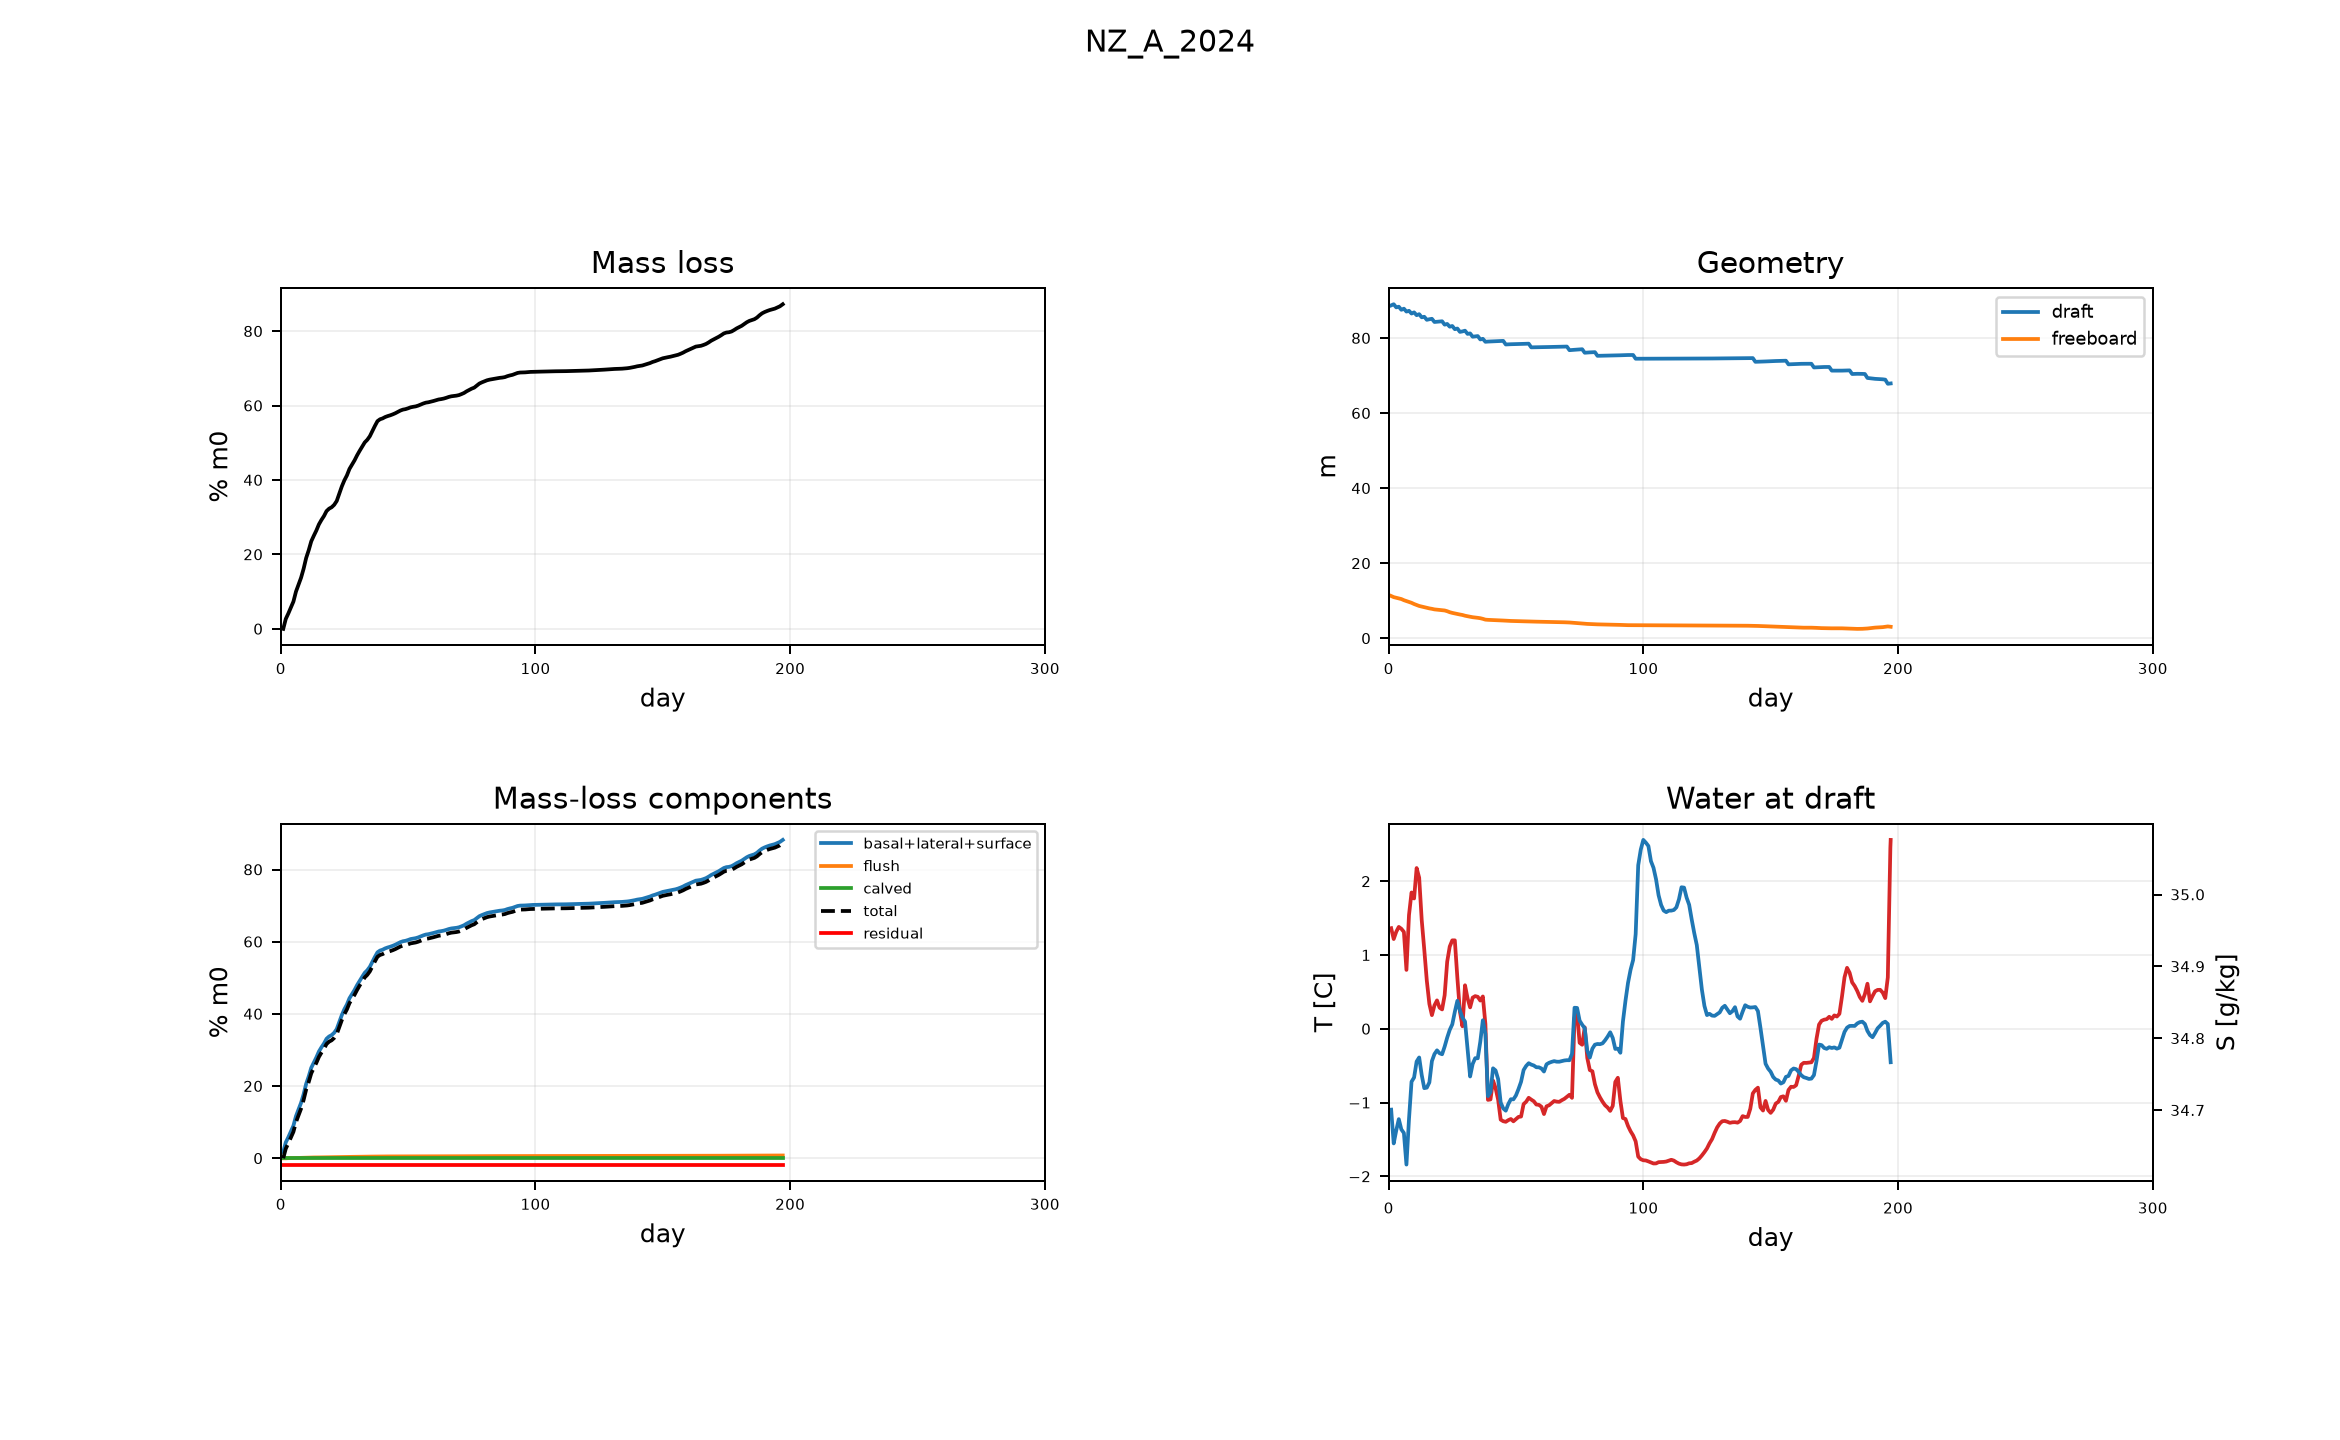 NZ_A_2024
Mass loss
% m0
80
60
40
20
0
0 100 200 300
day
Geometry
m
80
60
40
20
0
draft
freeboard
0 100 200 300
day
Mass-loss components
% m0
80
60
40
20
0
basal+lateral+surface
flush
calved
total
residual
0 100 200 300
day
Water at draft
T [C]
2
1
0
−1
−2
35.0
34.9
34.8
34.7
S [g/kg]
0 100 200 300
day